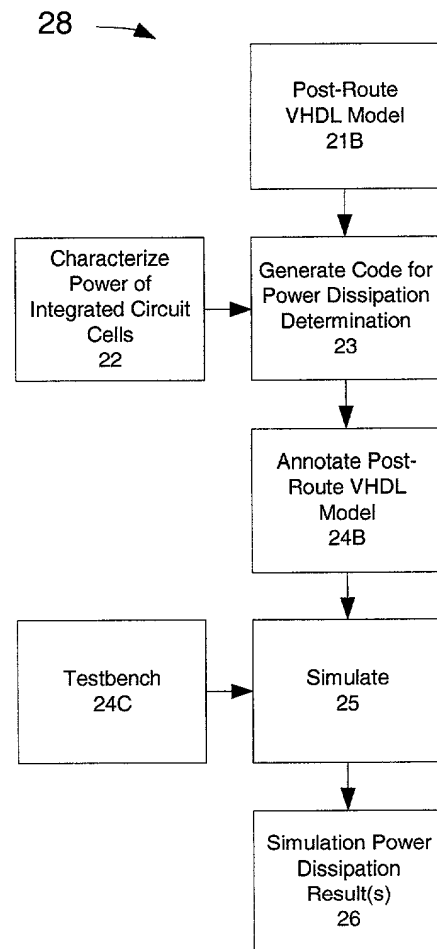 28
Post-Route
VHDL Model
21B
Characterize
Power of
Integrated Circuit
Cells
22
Generate Code for
Power Dissipation
Determination
23
Annotate Post-
Route VHDL
Model
24B
Testbench
24C
Simulate
25
Simulation Power
Dissipation
Result(s)
26